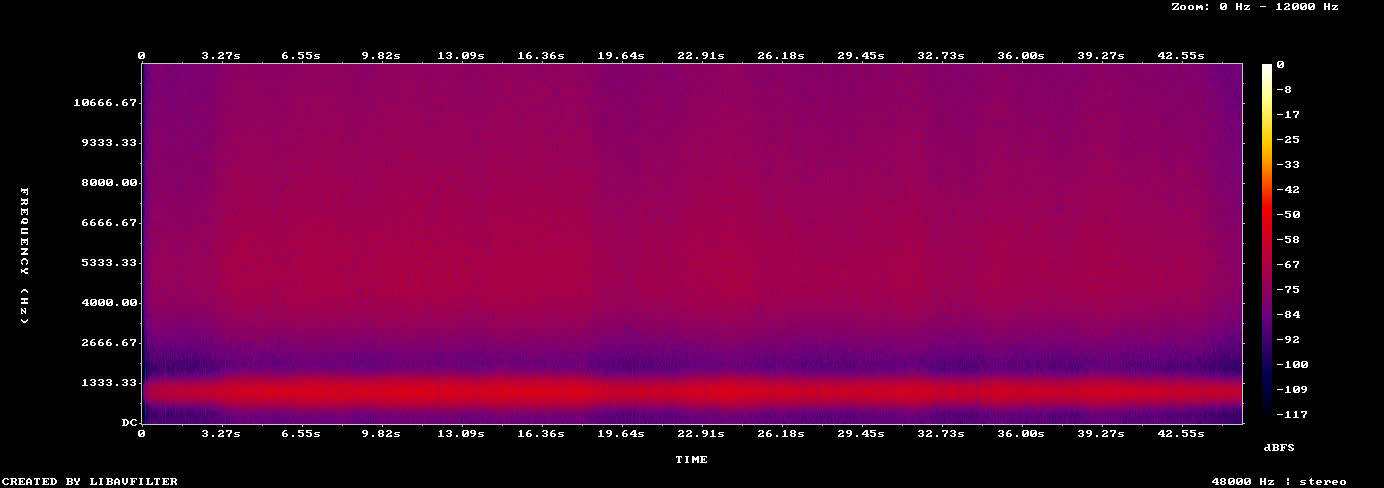 Zoom: 0 Hz - 12000 Hz
0 3.27s 6.55s 9.82s 13.09s 16.36s 19.64s 22.91s 26.18s 29.45s 32.73s 36.00s 39.27s 42.55s
10666.67
9333.33
8000.00
6666.67
5333.33
4000.00
2666.67
1333.33
DC
FREQUENCY (Hz)
0
-8
-17
-25
-33
-42
-50
-58
-67
-75
-84
-92
-100
-109
-117
0 3.27s 6.55s 9.82s 13.09s 16.36s 19.64s 22.91s 26.18s 29.45s 32.73s 36.00s 39.27s 42.55s
dBFS
TIME
CREATED BY LIBAVFILTER
48000 Hz | stereo